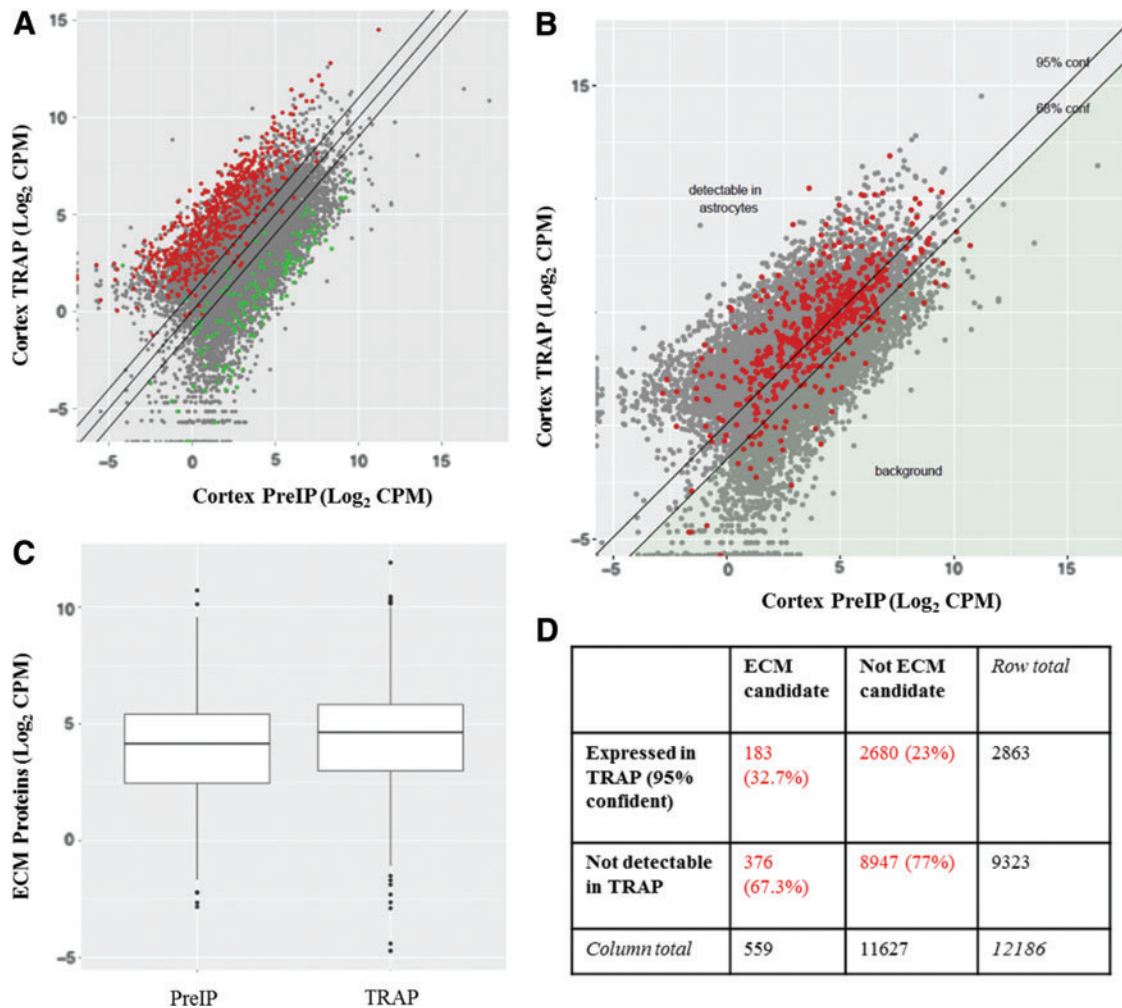 A
15
10
5
0
−5
−5
0
5
10
15
Cortex TRAP (Log2 CPM)
Cortex PreIP (Log2 CPM)
B
15
−5
−5
0
5
10
15
95% conf
68% conf
detectable in
astrocytes
background
Cortex TRAP (Log2 CPM)
Cortex PreIP (Log2 CPM)
C
10
5
0
−5
ECM Proteins (Log2 CPM)
PreIP
TRAP
D
ECM candidate
Not ECM candidate
Row total
Expressed in TRAP (95% confident)
183 (32.7%)
2680 (23%)
2863
Not detectable in TRAP
376 (67.3%)
8947 (77%)
9323
Column total
559
11627
12186